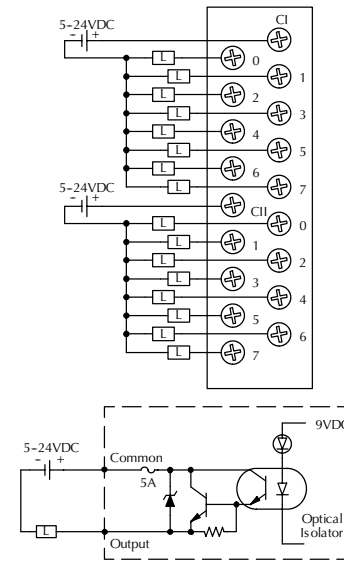 5-24VDC
- +
CI
L 0
L 1
L 2
L 3
L 4
L 5
L 6
5-24VDC
- +
L 7
CII
L 0
L 1
L 2
L 3
L 4
L 5
L 6
L 7
9VDC
5-24VDC
- +
Common
5A
L
Output
Optical
Isolator